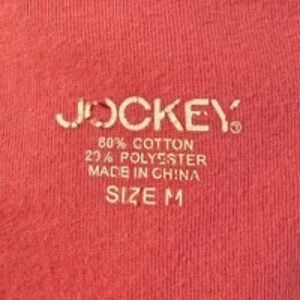 JOCKEY®
80% COTTON
20% POLYESTER
MADE IN CHINA
SIZE M